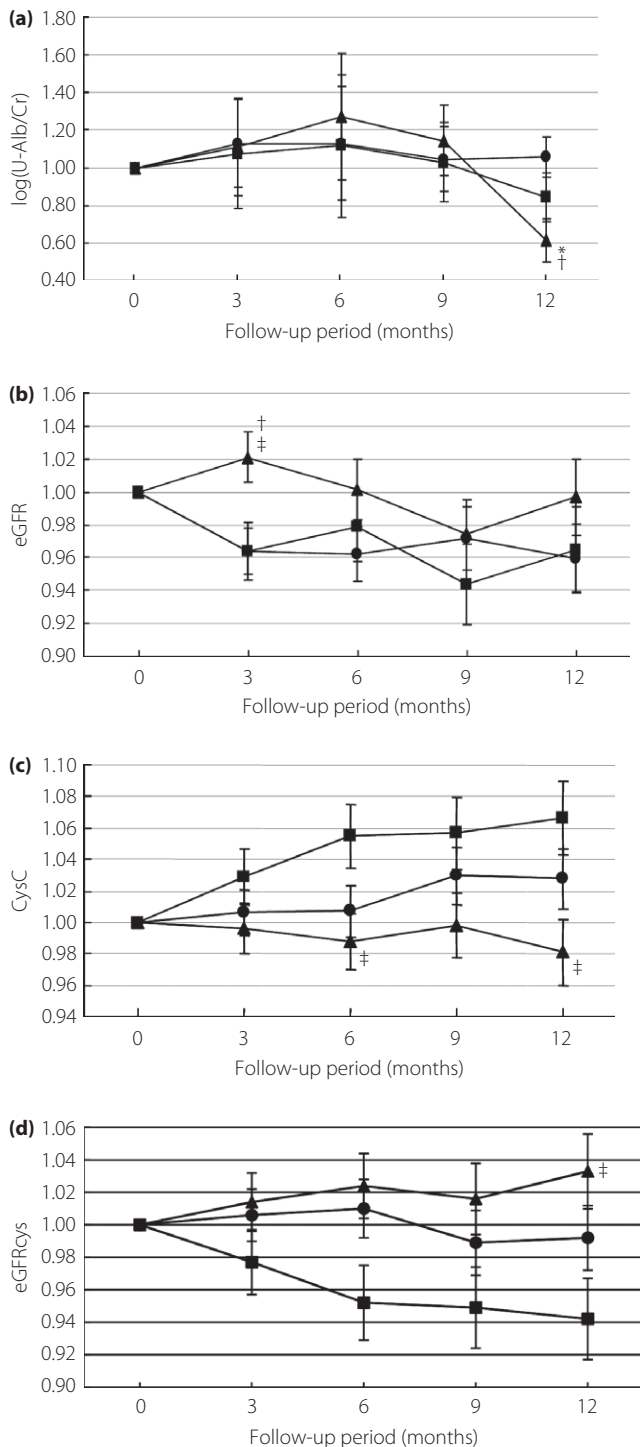 (a)
1.80
1.60
1.40
1.20
1.00
0.80
0.60
0.40
log(U-Alb/Cr)
*
†
0 3 6 9 12
Follow-up period (months)
(b)
1.06
1.04
1.02
1.00
0.98
0.96
0.94
0.92
0.90
eGFR
†
‡
0 3 6 9 12
Follow-up period (months)
(c)
1.10
1.08
1.06
1.04
1.02
1.00
0.98
0.96
0.94
CysC
‡
‡
0 3 6 9 12
Follow-up period (months)
(d)
1.06
1.04
1.02
1.00
0.98
0.96
0.94
0.92
0.90
eGFRcys
‡
0 3 6 9 12
Follow-up period (months)